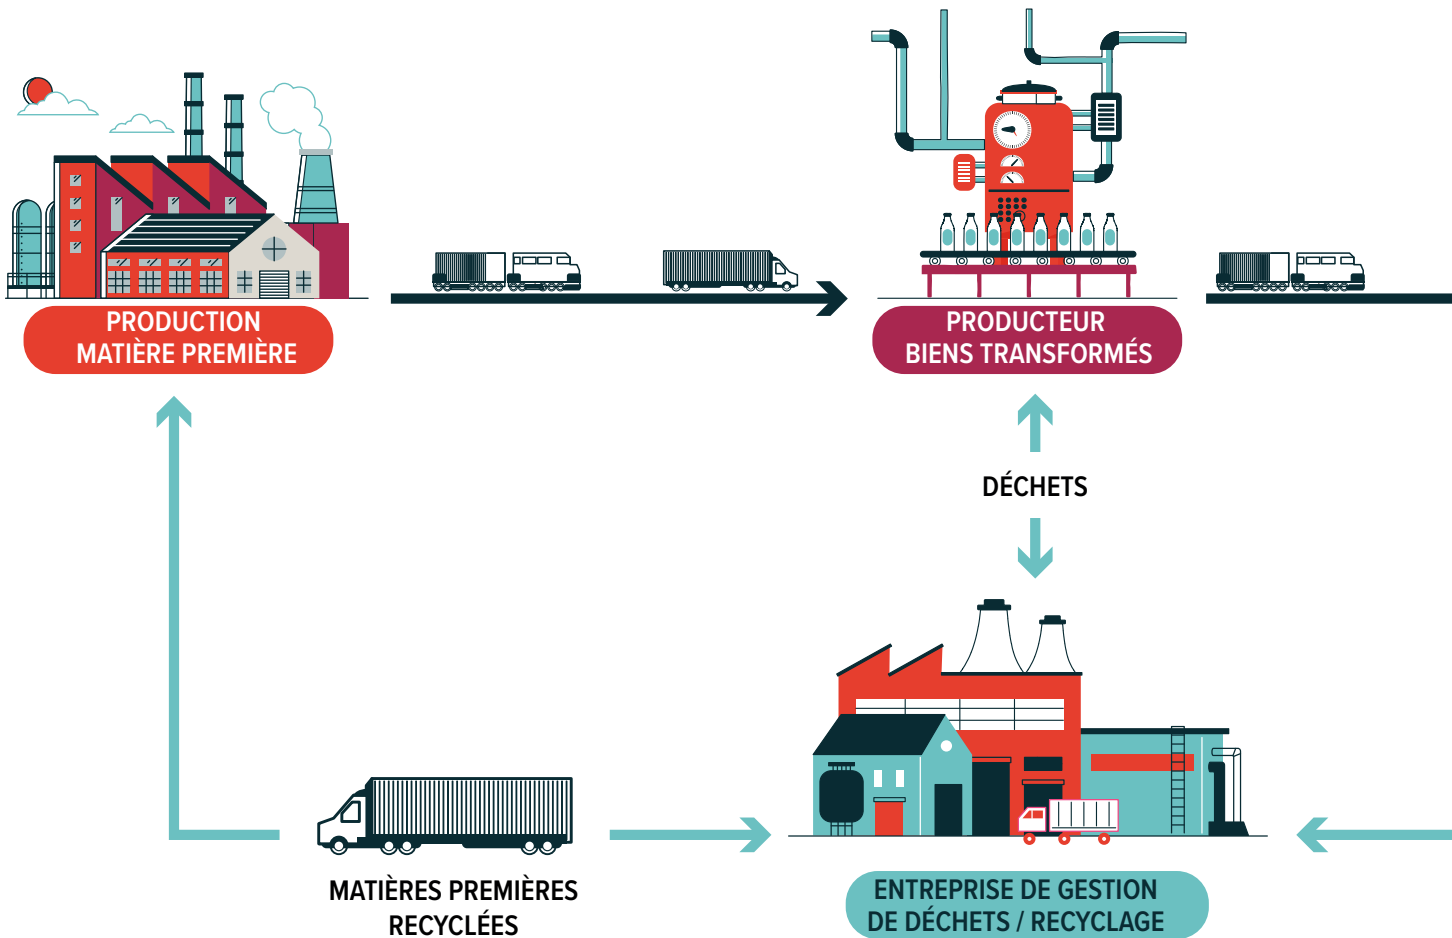 PRODUCTION
MATIÈRE PREMIÈRE
PRODUCTEUR
BIENS TRANSFORMÉS
DÉCHETS
MATIÈRES PREMIÈRES
RECYCLÉES
ENTREPRISE DE GESTION
DE DÉCHETS / RECYCLAGE